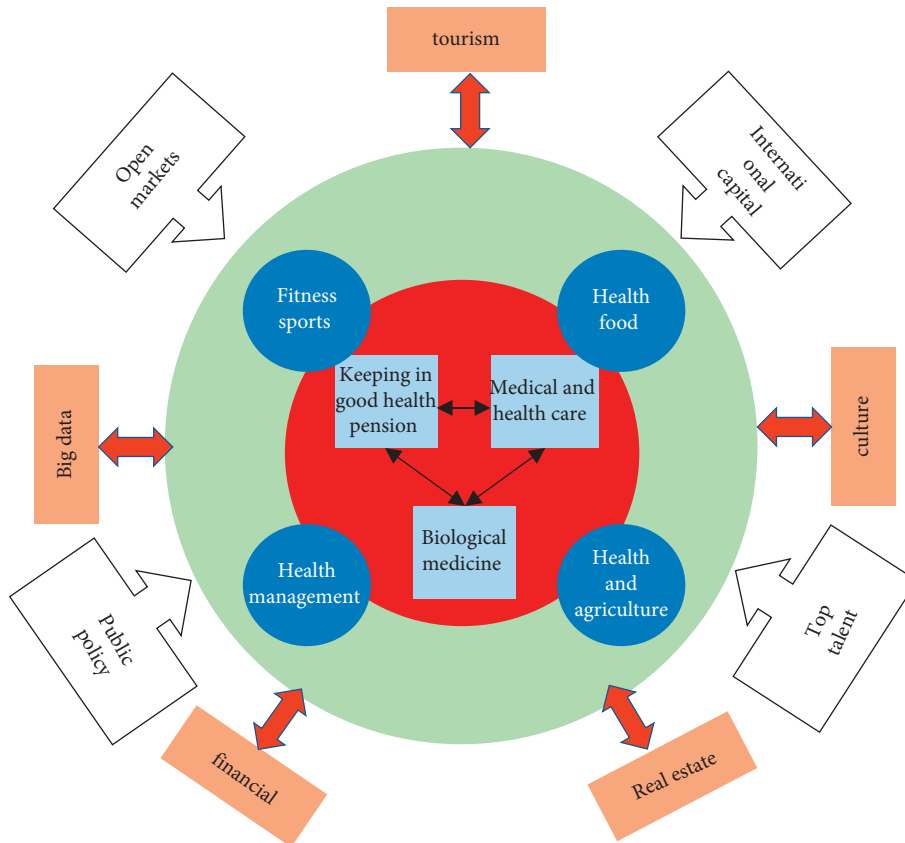 tourism
Open
markets
Internati
onal
capital
Fitness
sports
Health
food
Keeping in
good health
pension
Medical and
health care
Big data
culture
Biological
medicine
Health
management
Health
and
agriculture
Public
policy
Top
talent
financial
Real estate